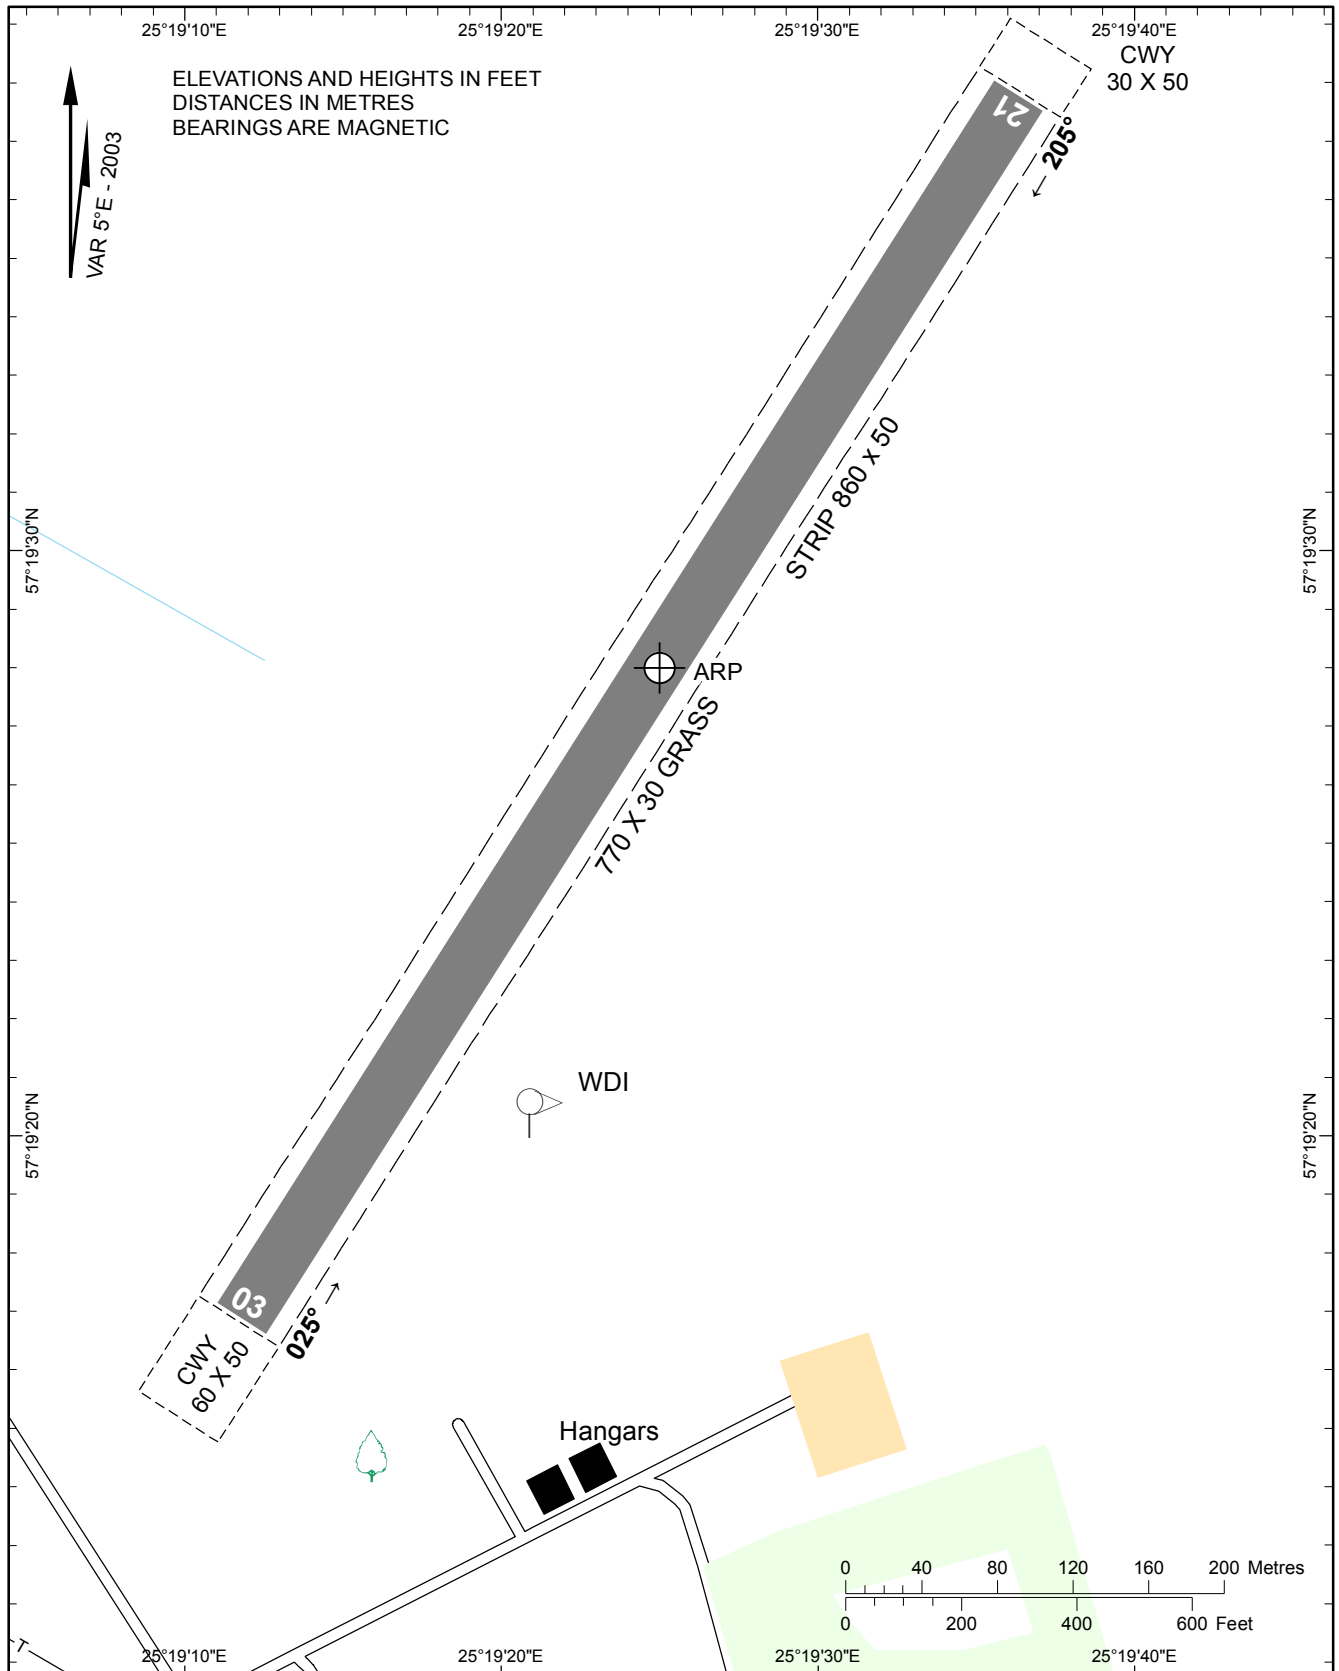 25°19'10"E
25°19'20"E
25°19'30"E
25°19'40"E
CWY
30 X 50
ELEVATIONS AND HEIGHTS IN FEET
DISTANCES IN METRES
BEARINGS ARE MAGNETIC
VAR 5°E - 2003
21
← 205°
STRIP 860 x 50
57°19'30"N
57°19'30"N
ARP
770 X 30 GRASS
WDI
57°19'20"N
57°19'20"N
03
025° →
CWY
60 X 50
Hangars
0 40 80 120 160 200 Metres
0 200 400 600 Feet
T
25°19'10"E
25°19'20"E
25°19'30"E
25°19'40"E